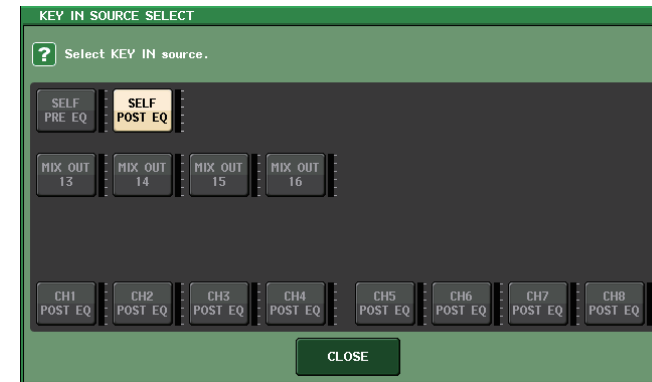 KEY IN SOURCE SELECT
? Select KEY IN source.
SELF
PRE EQ
SELF
POST EQ
MIX OUT
13
MIX OUT
14
MIX OUT
15
MIX OUT
16
CH1
POST EQ
CH2
POST EQ
CH3
POST EQ
CH4
POST EQ
CH5
POST EQ
CH6
POST EQ
CH7
POST EQ
CH8
POST EQ
CLOSE